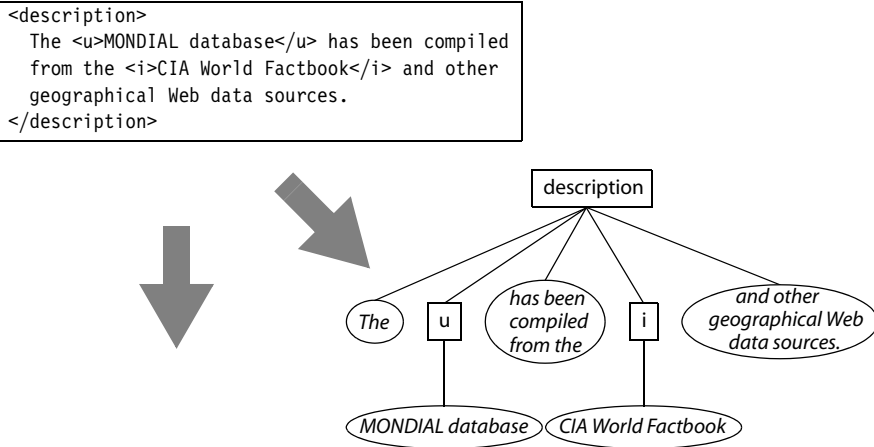 <description>
The <u>MONDIAL database</u> has been compiled
from the <i>CIA World Factbook</i> and other
geographical Web data sources.
</description>
description
The
u
has been
compiled
from the
i
and other
geographical Web
data sources.
MONDIAL database
CIA World Factbook